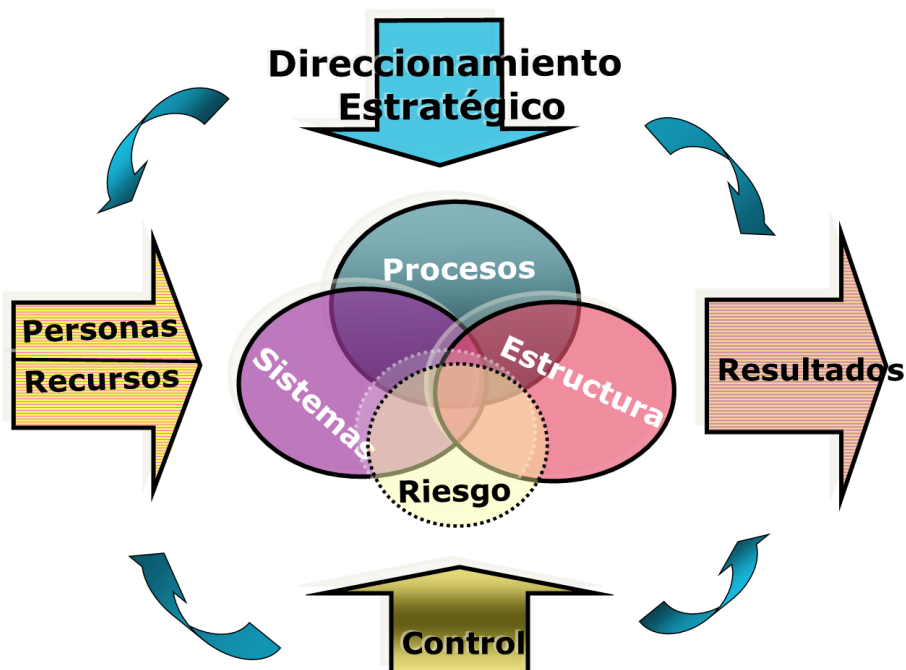 Direccionamiento
Estratégico
Procesos
Personas
Recursos
Sistemas
Estructura
Resultados
Riesgo
Control